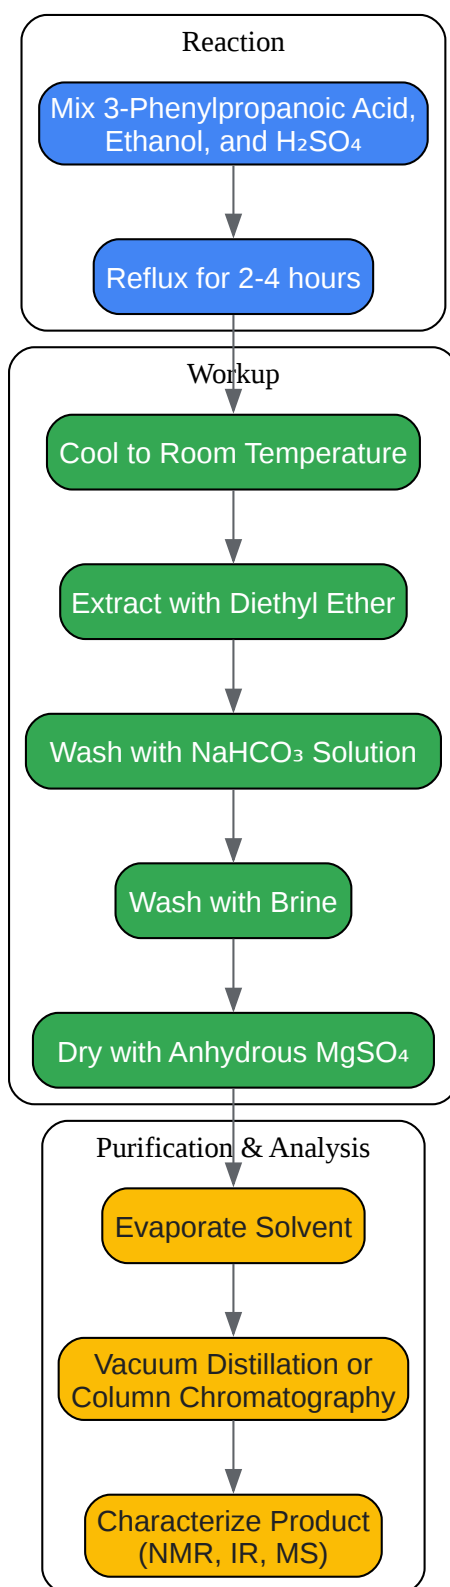 Reaction
Mix 3-Phenylpropanoic Acid,
Ethanol, and H₂SO₄
Reflux for 2-4 hours
Workup
Cool to Room Temperature
Extract with Diethyl Ether
Wash with NaHCO₃ Solution
Wash with Brine
Dry with Anhydrous MgSO₄
Purification & Analysis
Evaporate Solvent
Vacuum Distillation or
Column Chromatography
Characterize Product
(NMR, IR, MS)